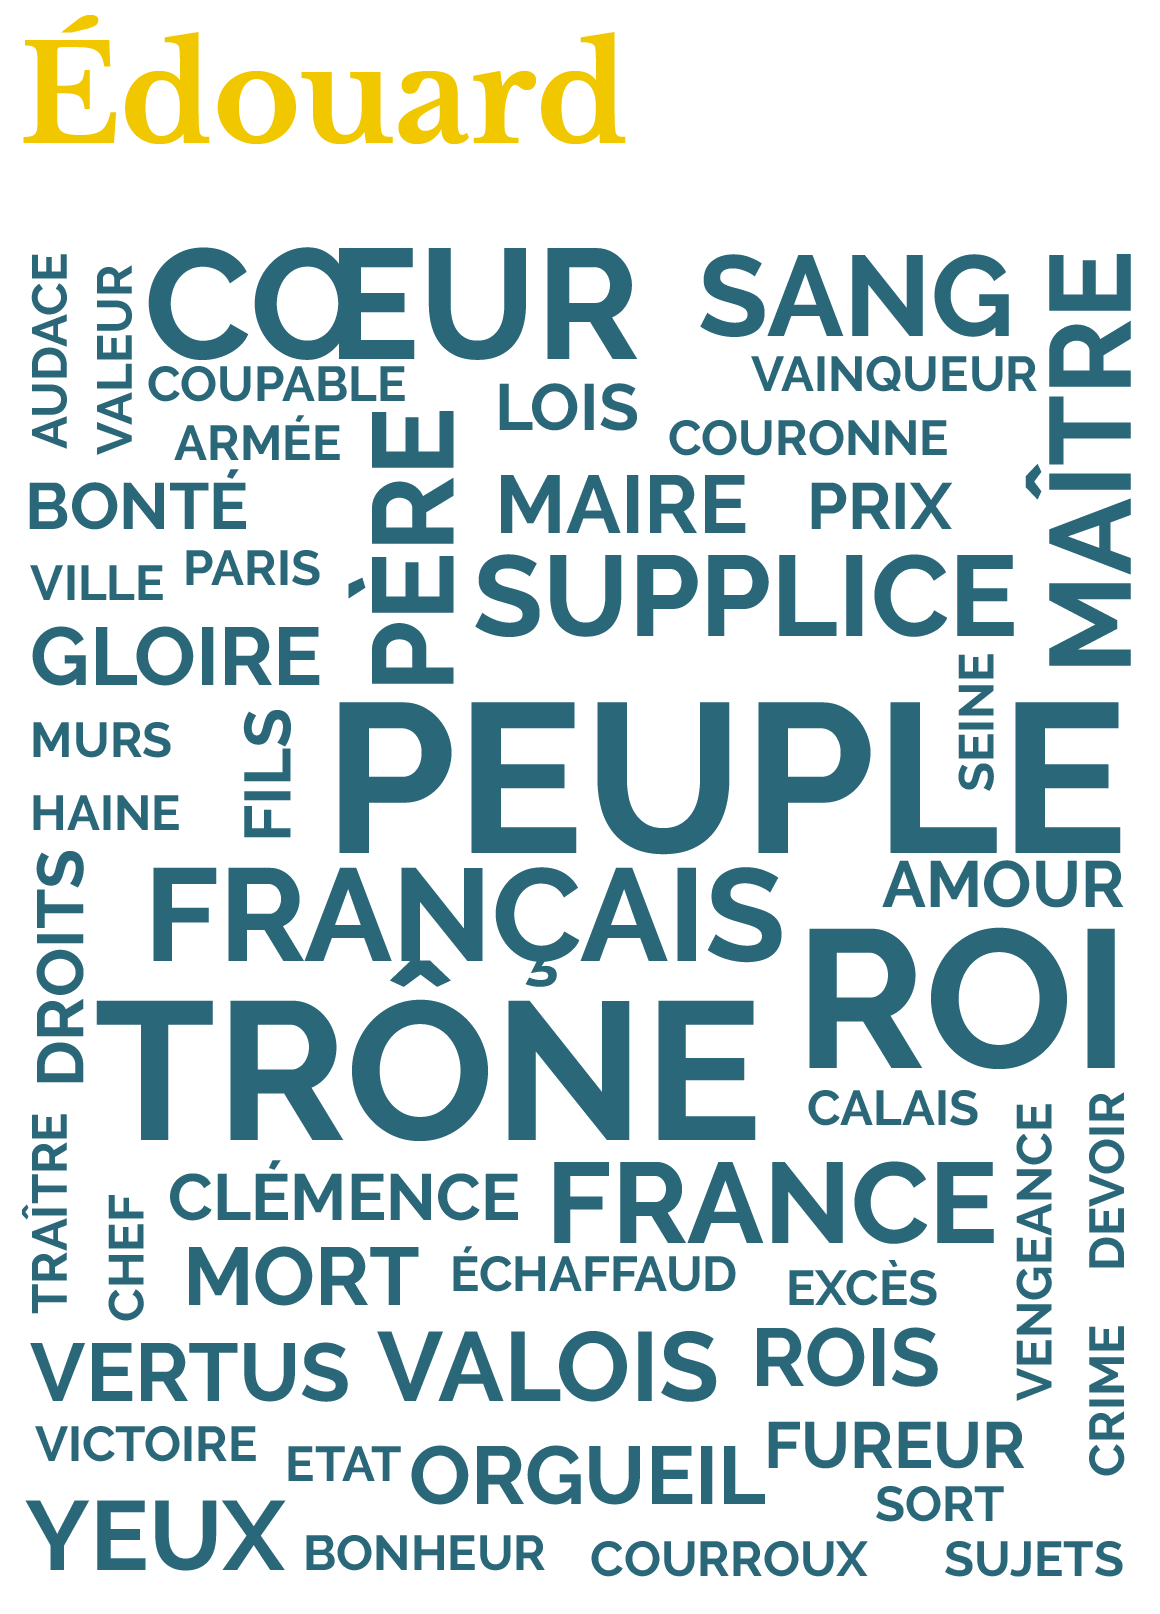 Édouard
AUDACE
VALEUR
CŒUR
SANG
MAÎTRE
COUPABLE
VAINQUEUR
LOIS
ARMÉE
PÈRE
COURONNE
BONTÉ
MAIRE
PRIX
VILLE
PARIS
SUPPLICE
GLOIRE
SEINE
MURS
FILS
PEUPLE
HAINE
DROITS
FRANÇAIS
AMOUR
ROI
TRÔNE
CALAIS
TRAÎTRE
CHEF
CLÉMENCE
FRANCE
VENGEANCE
DEVOIR
MORT
ÉCHAFFAUD
EXCÈS
VERTUS
VALOIS
ROIS
CRIME
VICTOIRE
ETAT
ORGUEIL
FUREUR
SORT
YEUX
BONHEUR
COURROUX
SUJETS